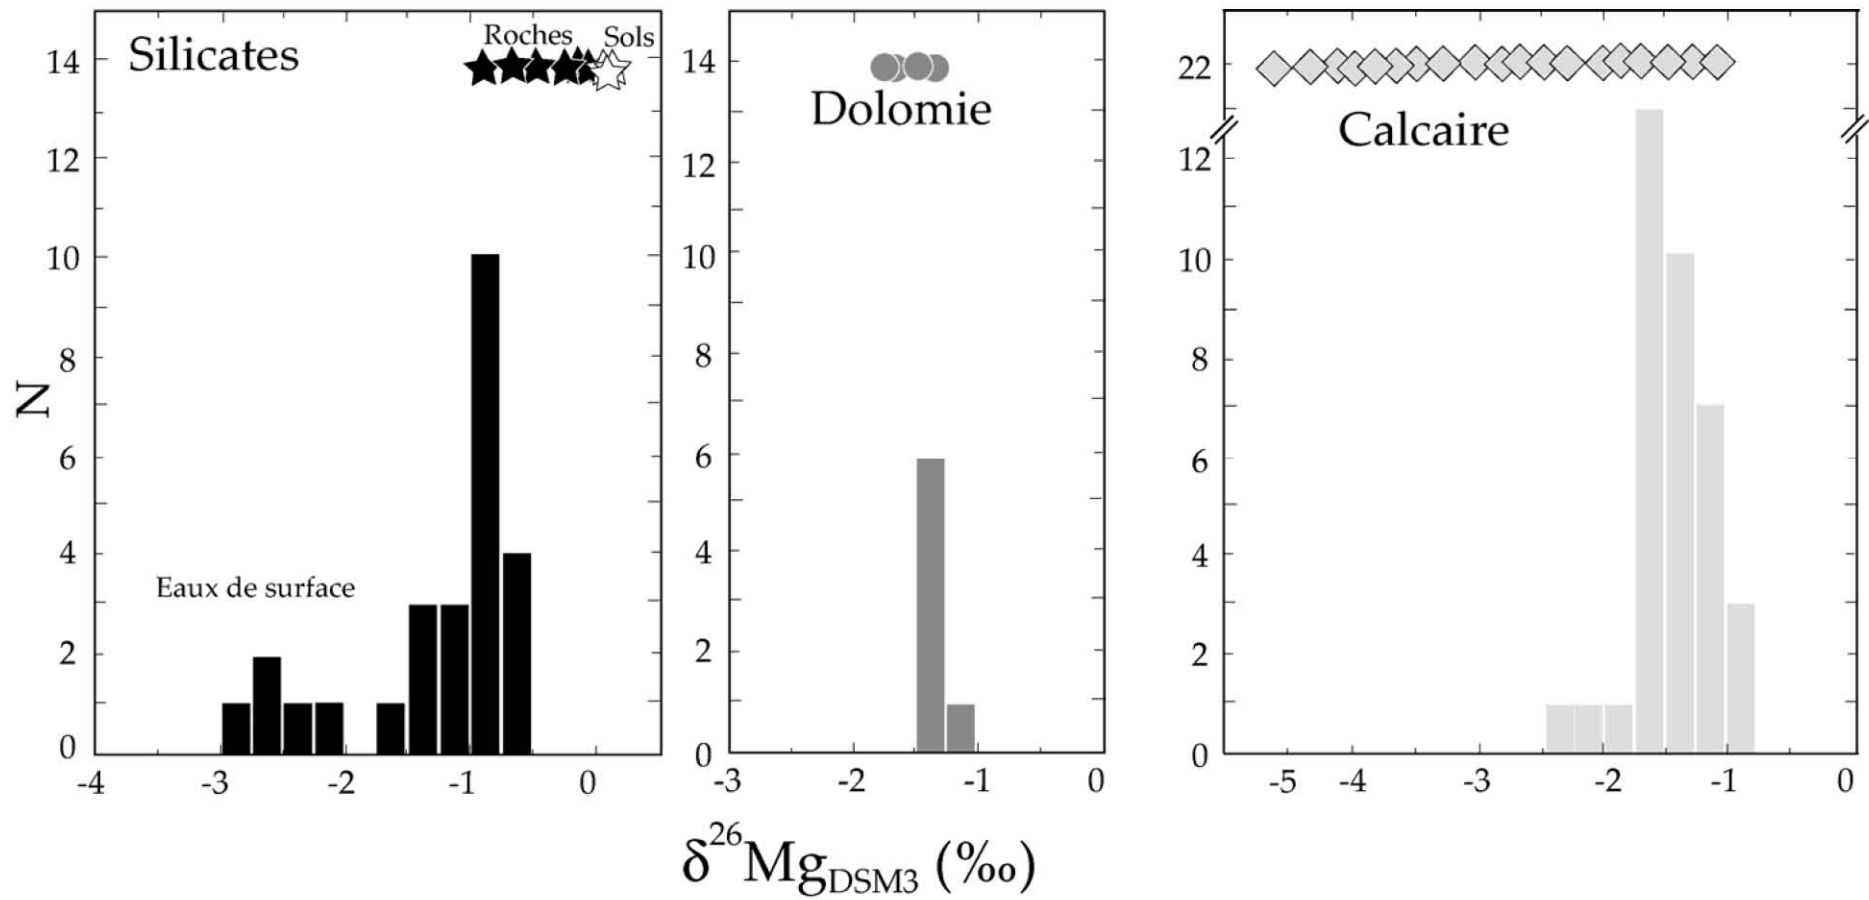 Silicates
Roches
Sols
Eaux de surface
N
14
12
10
8
6
4
2
0
-4 -3 -2 -1 0
Dolomie
14
12
10
8
6
4
2
0
-3 -2 -1 0
Calcaire
22
12
10
8
6
4
2
0
-5 -4 -3 -2 -1 0
δ²⁶Mg_DSM3 (‰)